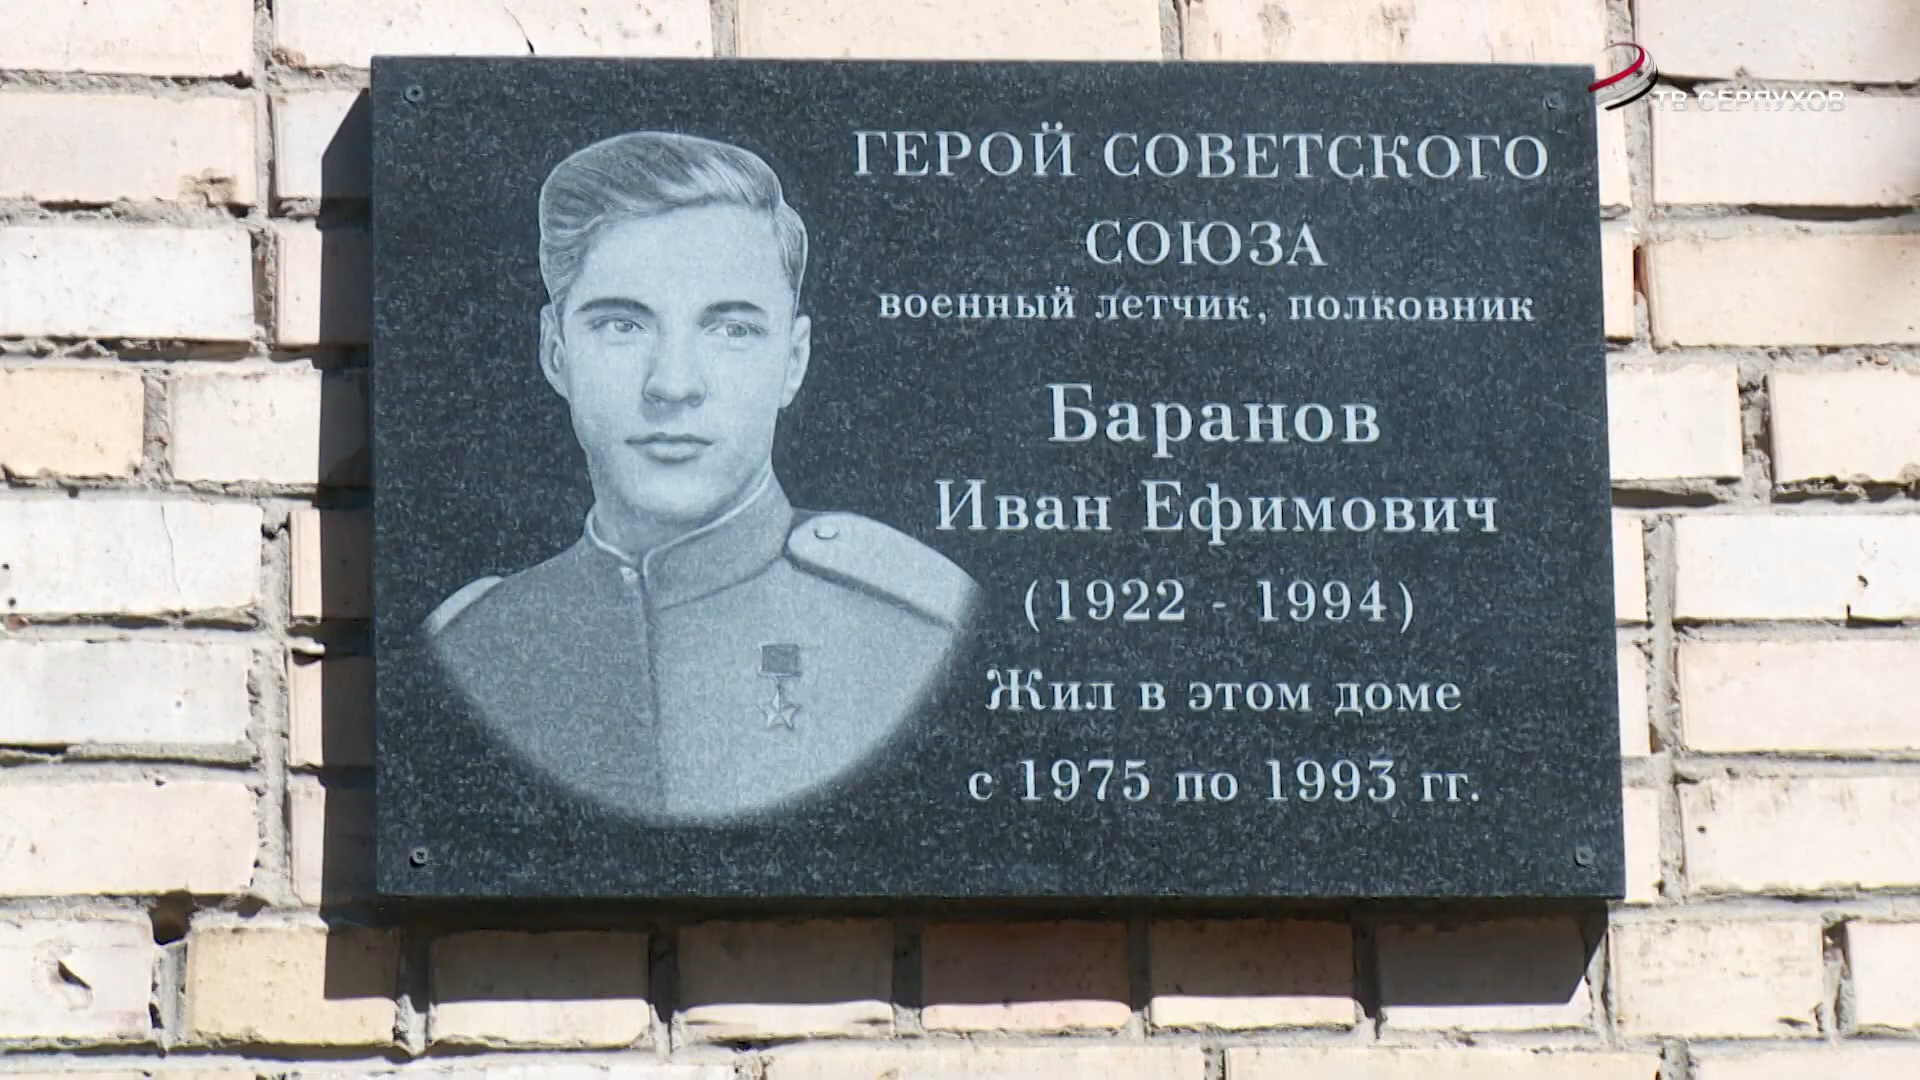 ТВ СЕРПУХОВ
ГЕРОЙ СОВЕТСКОГО
СОЮЗА
военный летчик, полковник
Баранов
Иван Ефимович
(1922 - 1994)
Жил в этом доме
с 1975 по 1993 гг.